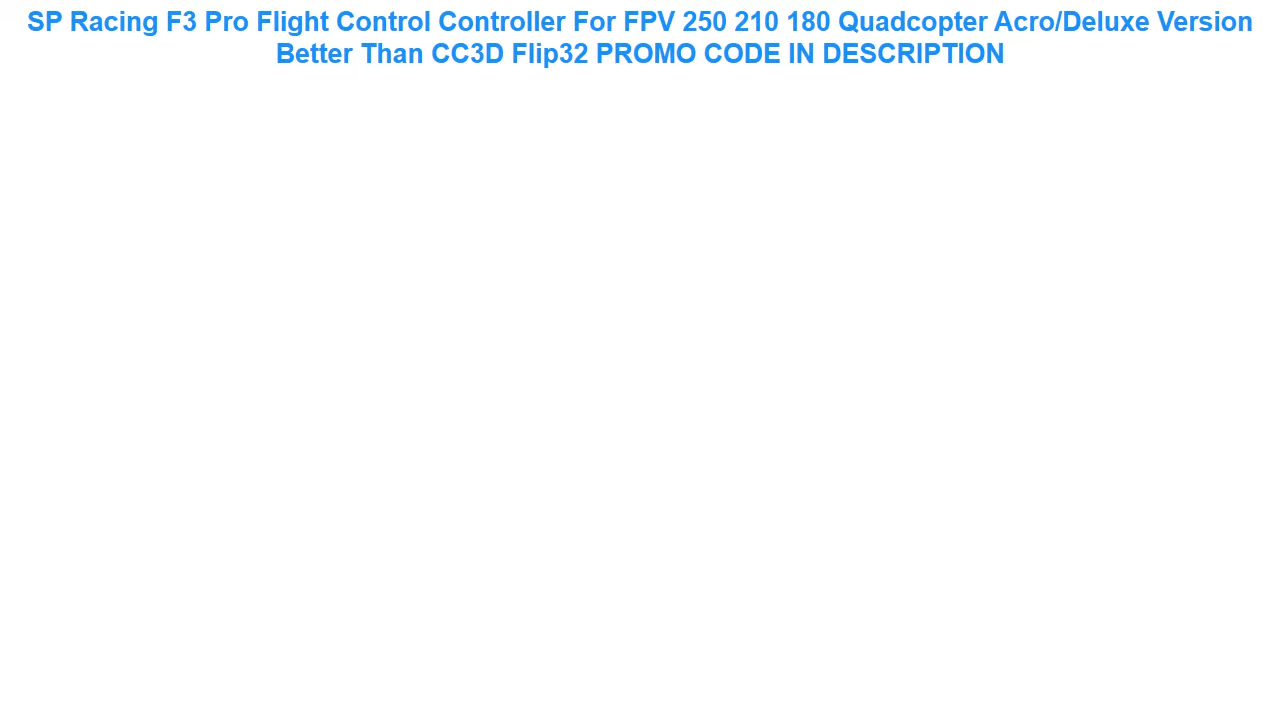 SP Racing F3 Pro Flight Control Controller For FPV 250 210 180 Quadcopter Acro/Deluxe Version
Better Than CC3D Flip32 PROMO CODE IN DESCRIPTION